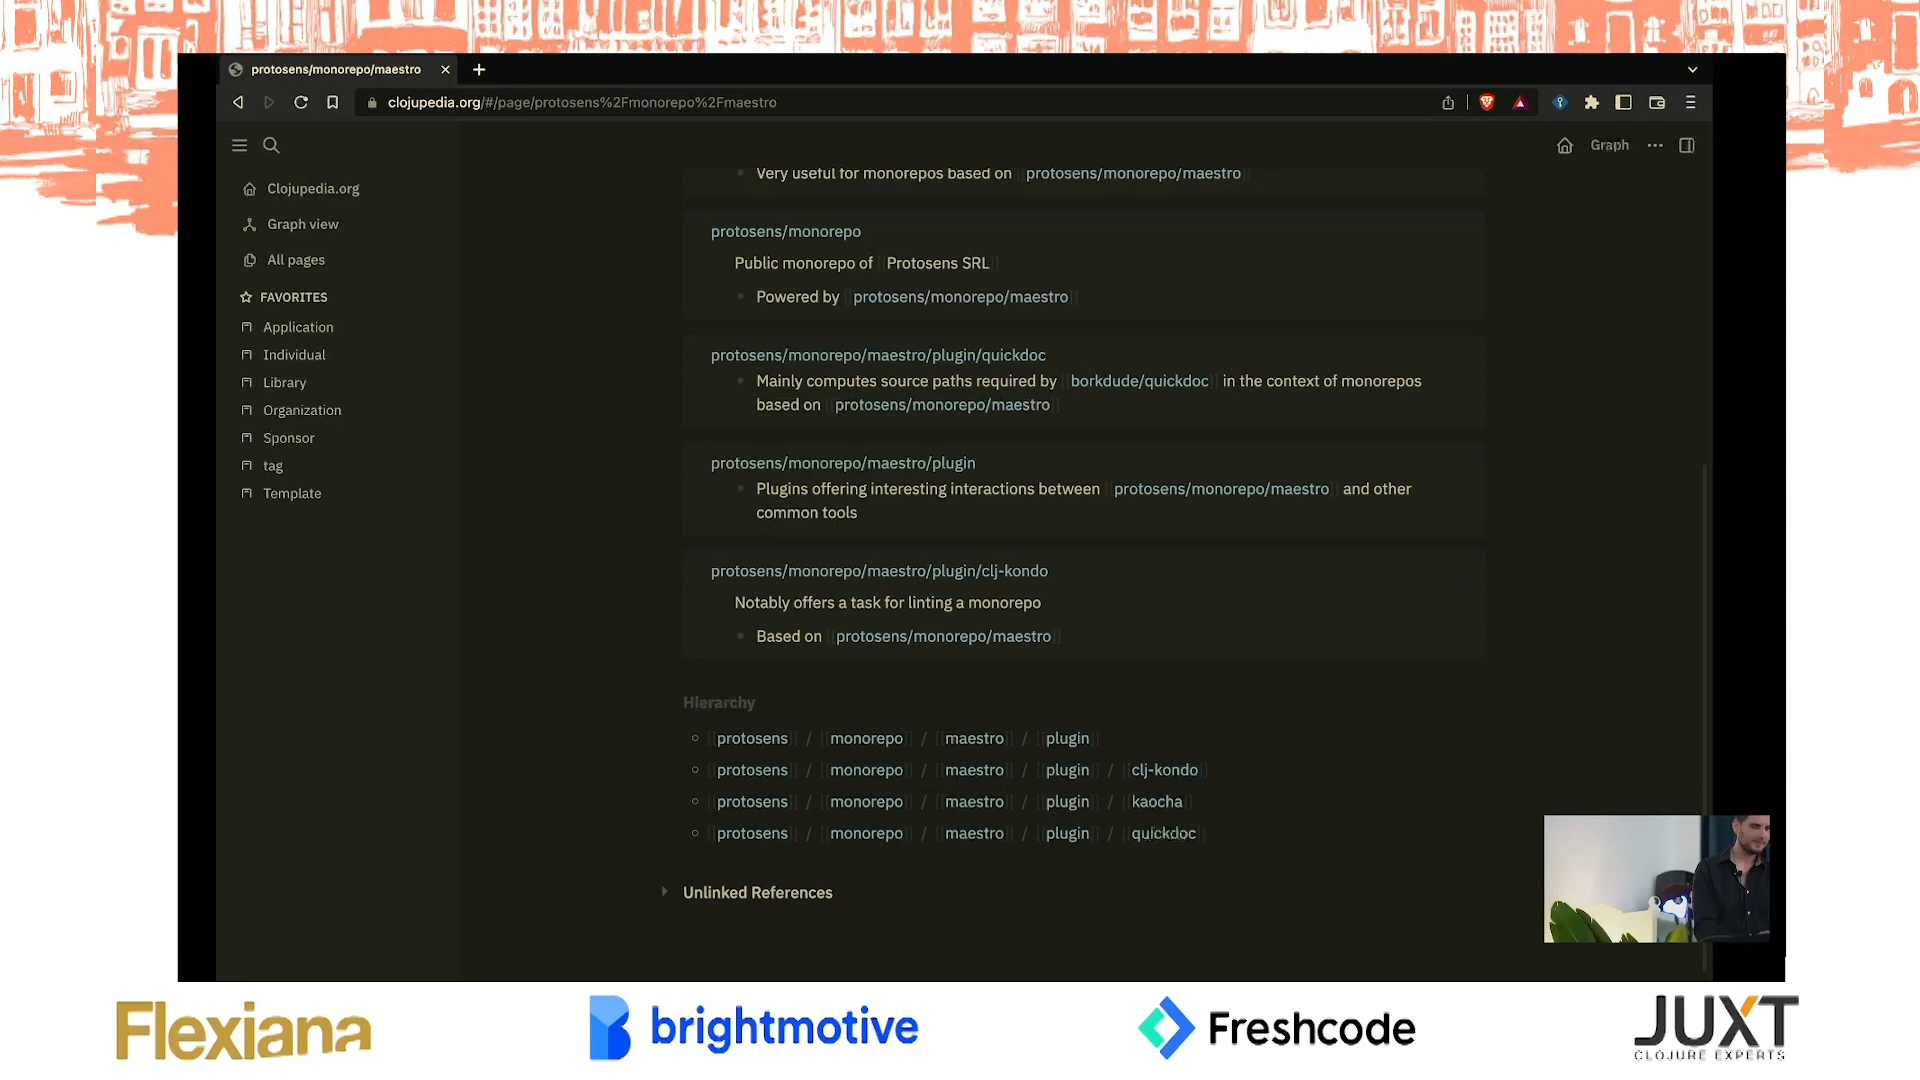 protosens/monorepo/maestro
clojupedia.org/#/page/protosens%2Fmonorepo%2Fmaestro
Graph
Clojupedia.org
Graph view
All pages
FAVORITES
Application
Individual
Library
Organization
Sponsor
tag
Template
Very useful for monorepos based on [[protosens/monorepo/maestro]]
protosens/monorepo
Public monorepo of [[Protosens SRL]]
Powered by [[protosens/monorepo/maestro]]
protosens/monorepo/maestro/plugin/quickdoc
Mainly computes source paths required by [[borkdude/quickdoc]] in the context of monorepos
based on [[protosens/monorepo/maestro]]
protosens/monorepo/maestro/plugin
Plugins offering interesting interactions between [[protosens/monorepo/maestro]] and other
common tools
protosens/monorepo/maestro/plugin/clj-kondo
Notably offers a task for linting a monorepo
Based on [[protosens/monorepo/maestro]]
Hierarchy
[[protosens]] / [[monorepo]] / [[maestro]] / [[plugin]]
[[protosens]] / [[monorepo]] / [[maestro]] / [[plugin]] / [[clj-kondo]]
[[protosens]] / [[monorepo]] / [[maestro]] / [[plugin]] / [[kaocha]]
[[protosens]] / [[monorepo]] / [[maestro]] / [[plugin]] / [[quickdoc]]
Unlinked References
Flexiana
brightmotive
Freshcode
JUXT
CLOJURE EXPERTS